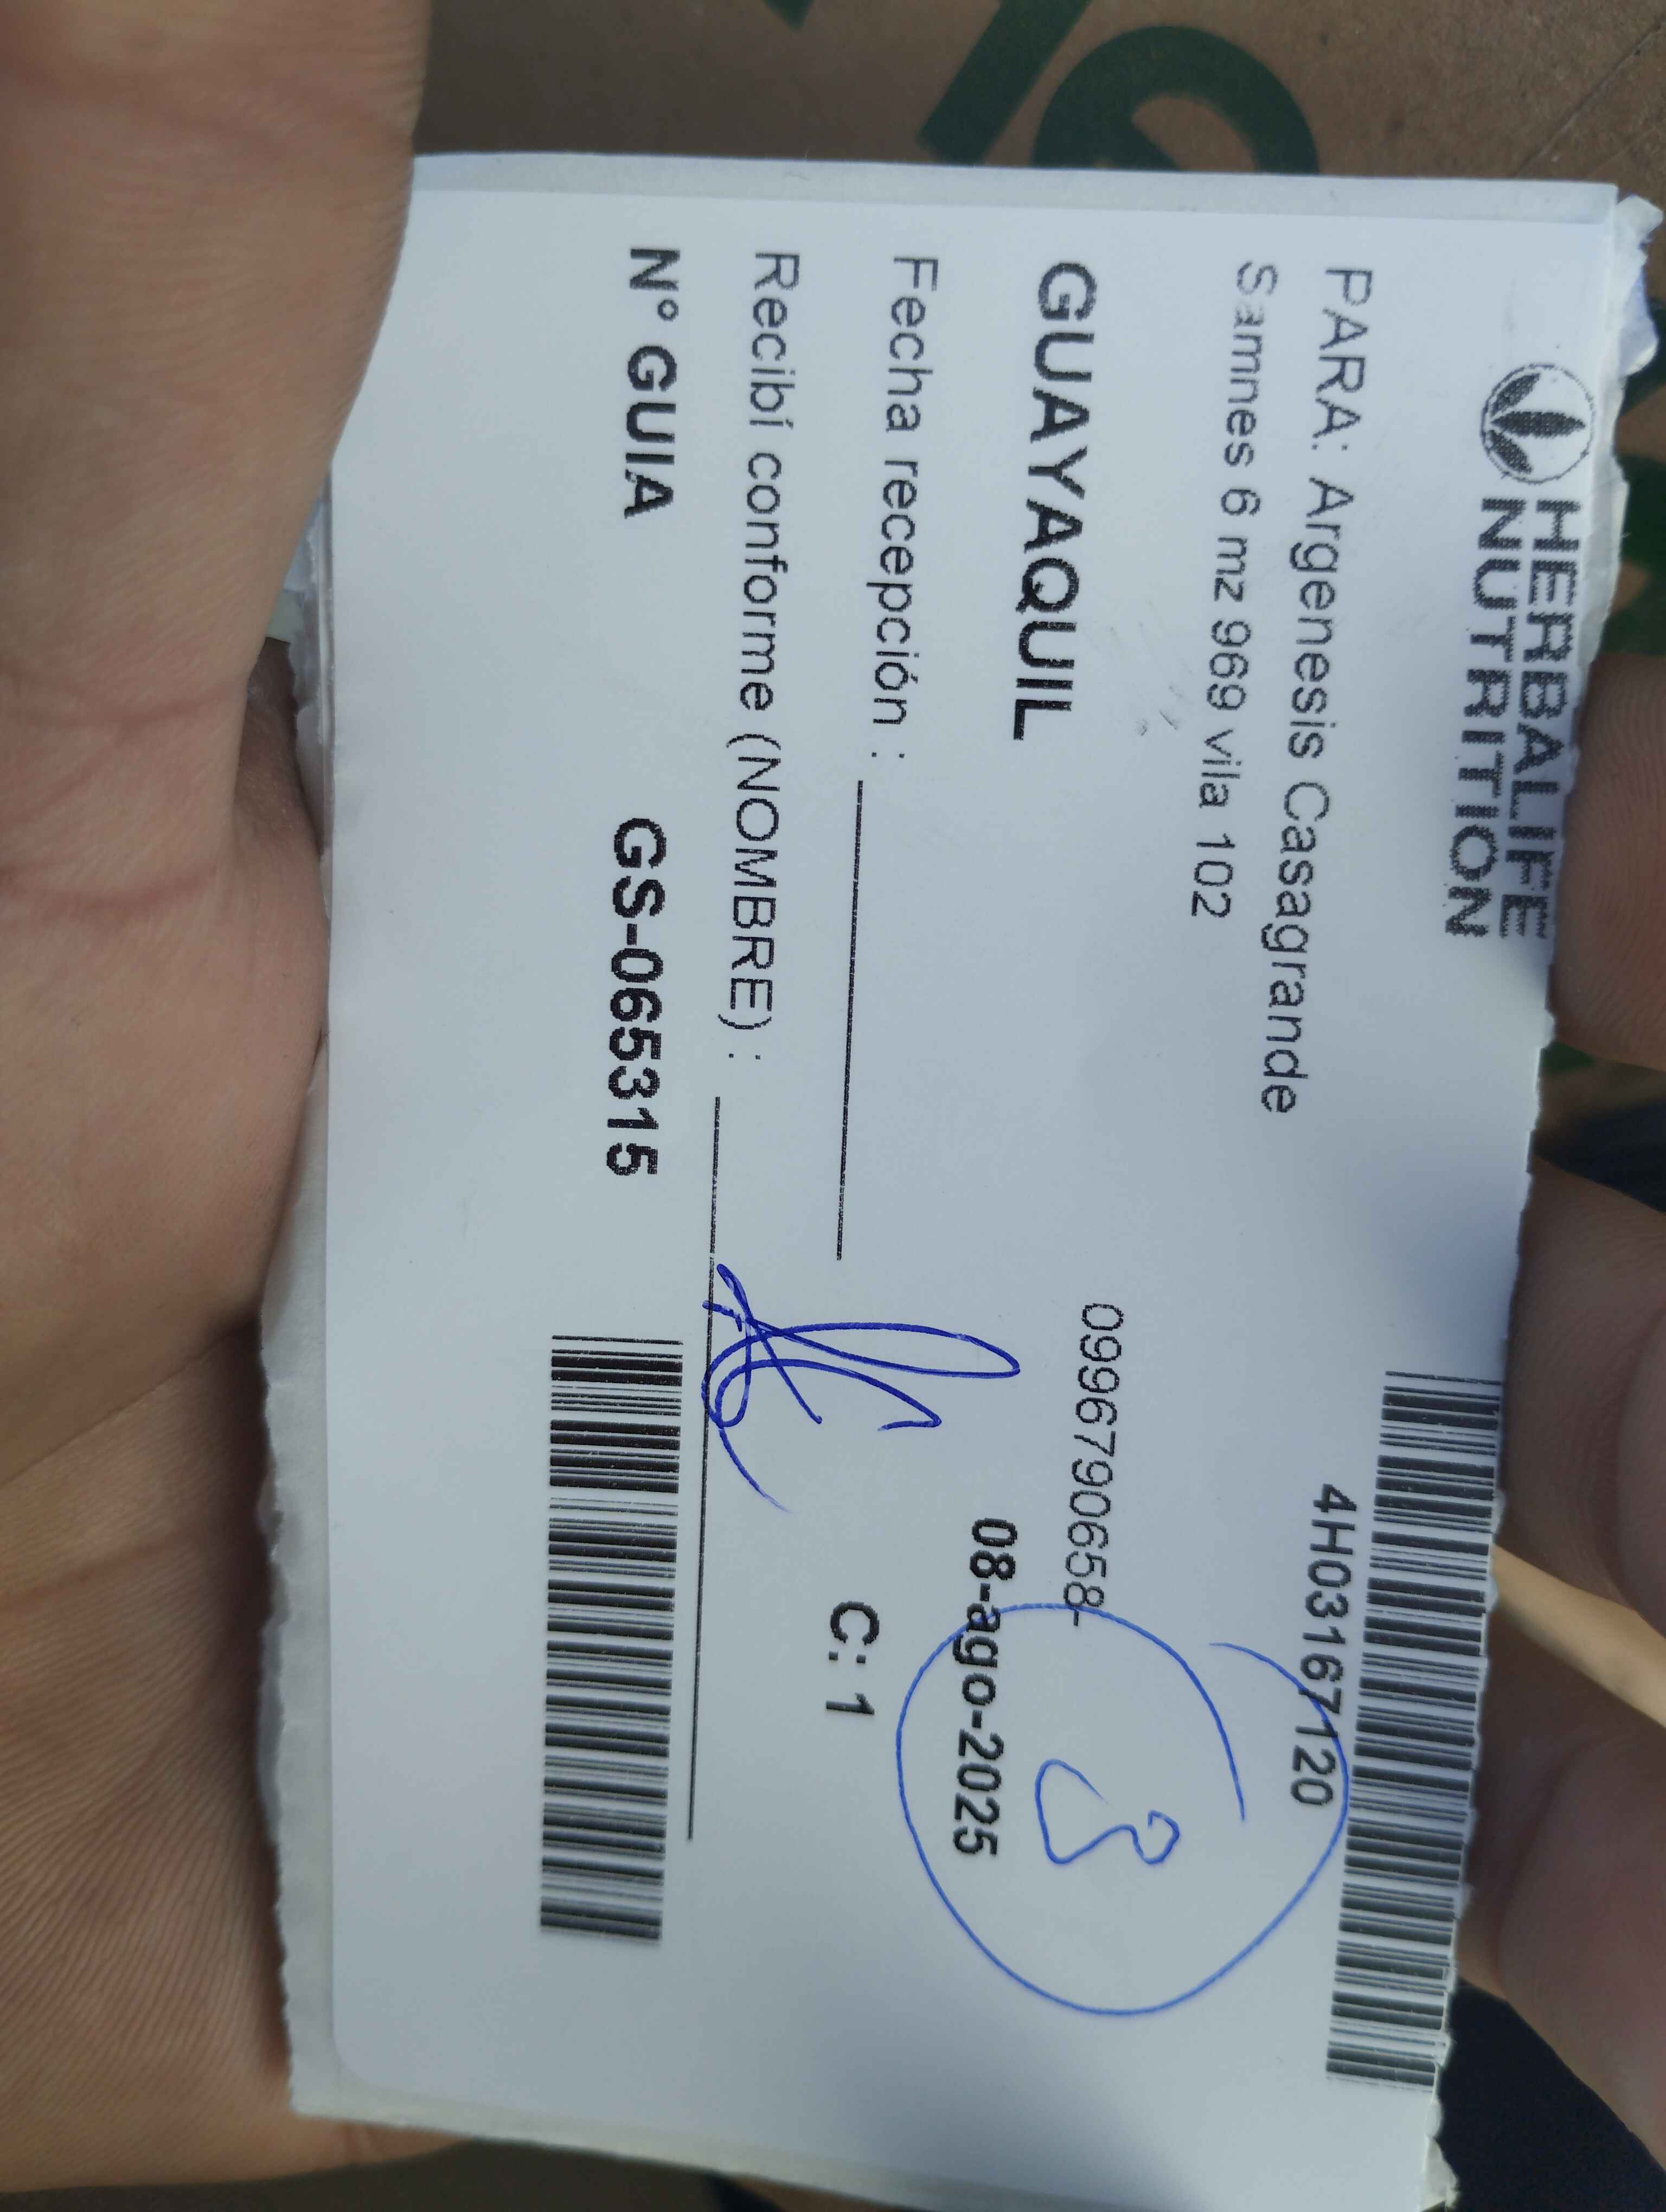 HERBALIFE
NUTRITION
4H03167120
PARA: Argenesis Casagrande
Samnes 6 mz 969 vila 102
0996790658-
GUAYAQUIL
08-ago-2025
8
Fecha recepción :
C: 1
Recibí conforme (NOMBRE) :
N° GUIA GS-065315